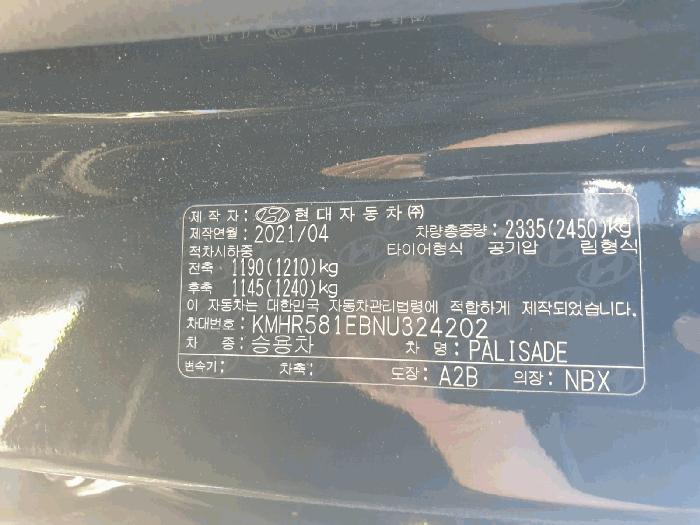 제 작 자: 현대자동차㈜
제작연월: 2021/04 차량총중량: 2335(2450)kg
적차시하중 타이어형식 공기압 림형식
전축 1190(1210)kg
후축 1145(1240)kg
이 자동차는 대한민국 자동차관리법령에 적합하게 제작되었습니다.
차대번호: KMHR581EBNU324202
차 종: 승용차 차 명: PALISADE
변속기: 차축: 도장: A2B 의장: NBX